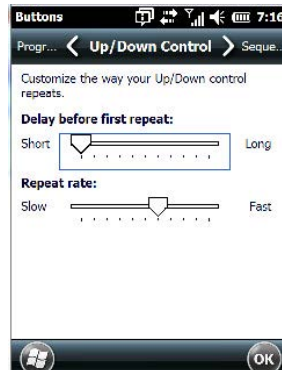 Buttons 7:16
Progr... Up/Down Control Seque..
Customize the way your Up/Down control
repeats.
Delay before first repeat:
Short Long
Repeat rate:
Slow Fast
OK